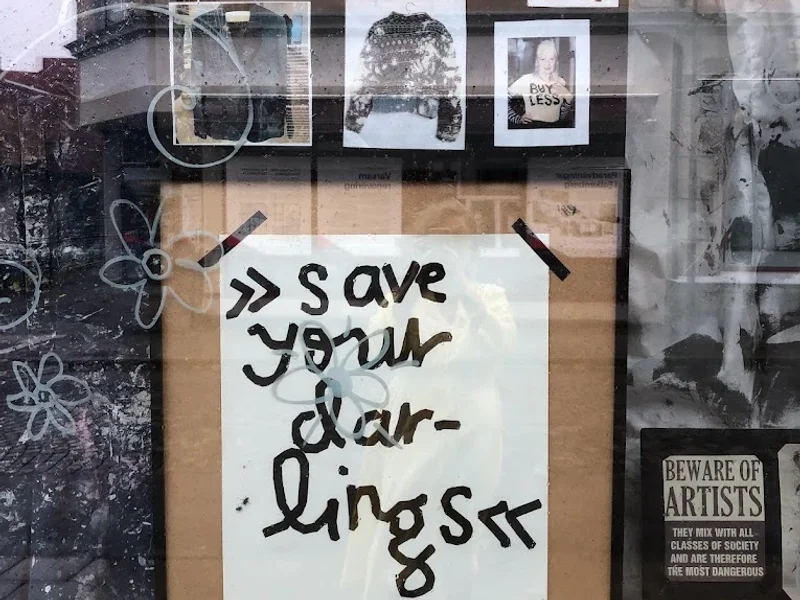 BUY
LESS
»save
your
dar-
lings«
BEWARE OF
ARTISTS
THEY MIX WITH ALL
CLASSES OF SOCIETY
AND ARE THEREFORE
THE MOST DANGEROUS